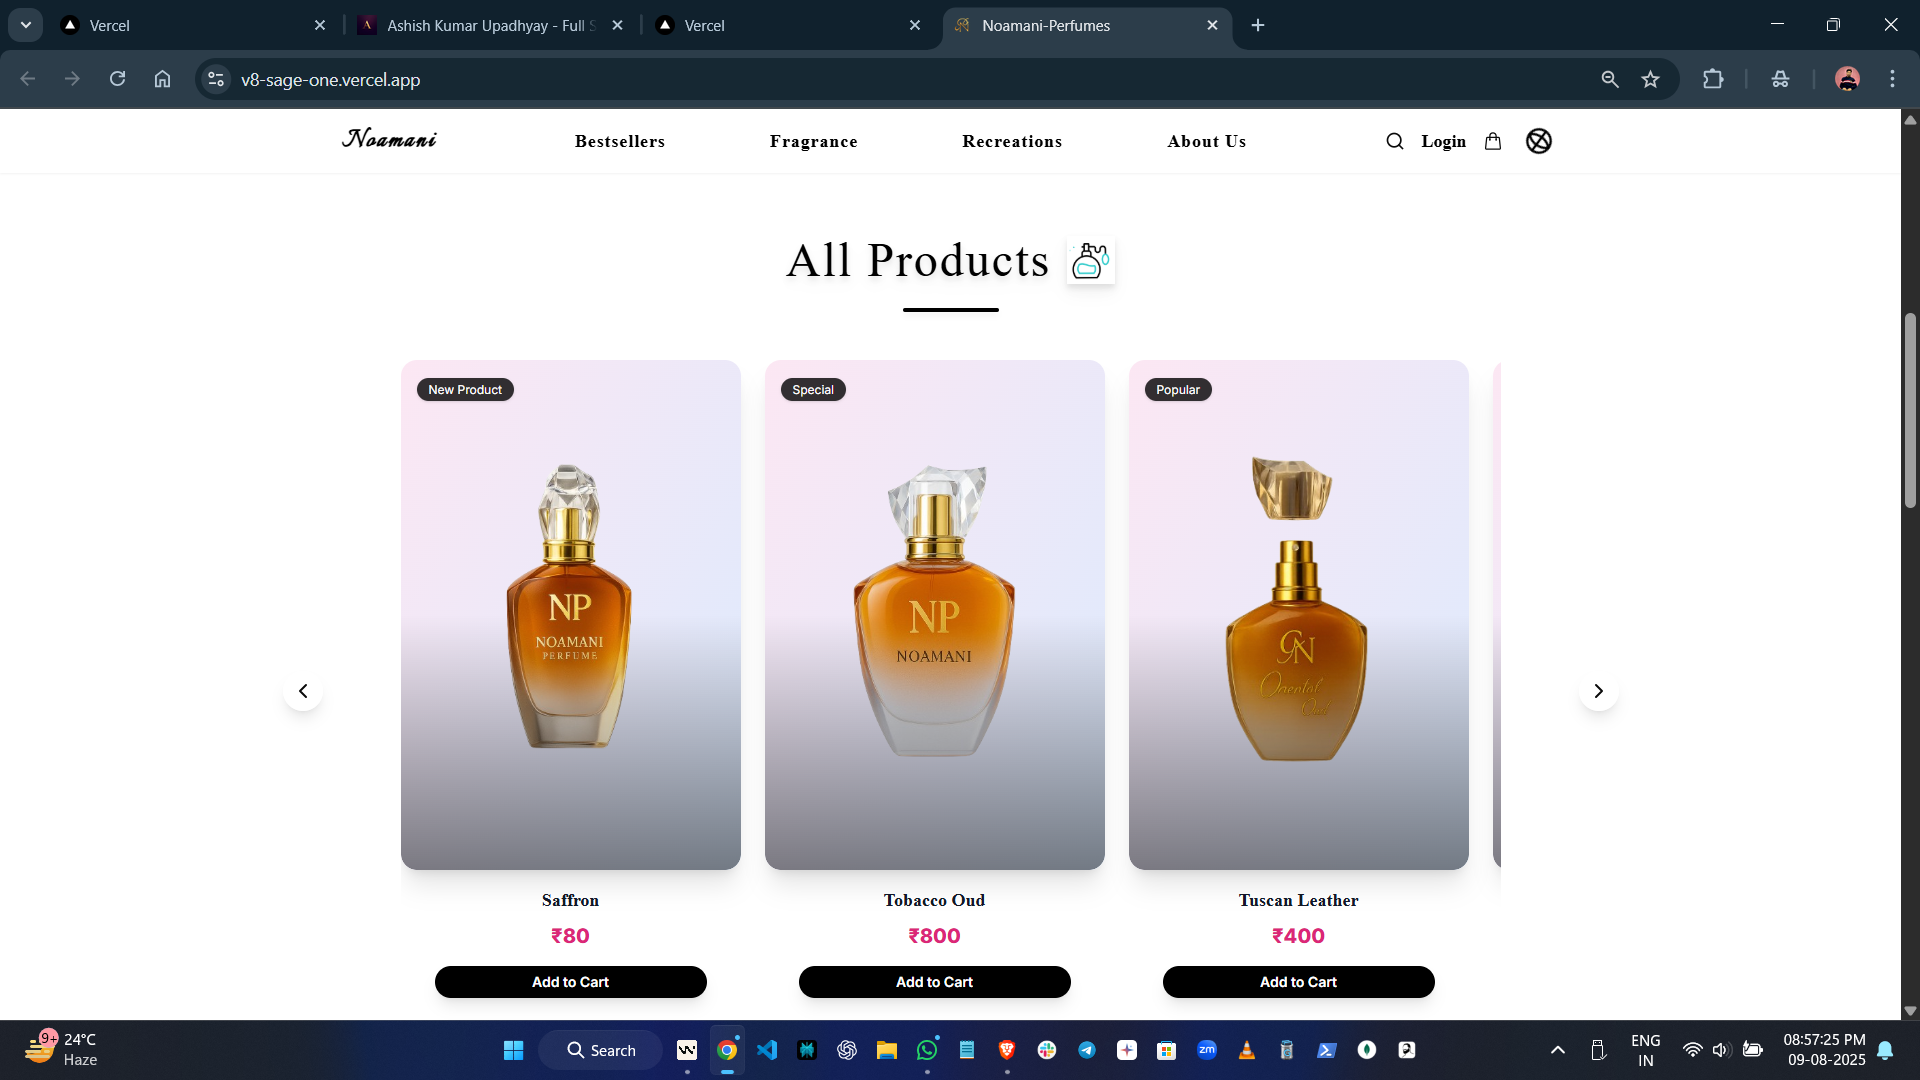 Vercel
Ashish Kumar Upadhyay - Full S
Vercel
Noamani-Perfumes
v8-sage-one.vercel.app
Noamani
Bestsellers
Fragrance
Recreations
About Us
Login
All Products
New Product
Special
Popular
NP
NOAMANI
PERFUME
NP
NOAMANI
Oriental
Oud
Saffron
Tobacco Oud
Tuscan Leather
₹80
₹800
₹400
Add to Cart
Add to Cart
Add to Cart
9+
24°C
Haze
Search
zm
ENG
IN
08:57:25 PM
09-08-2025